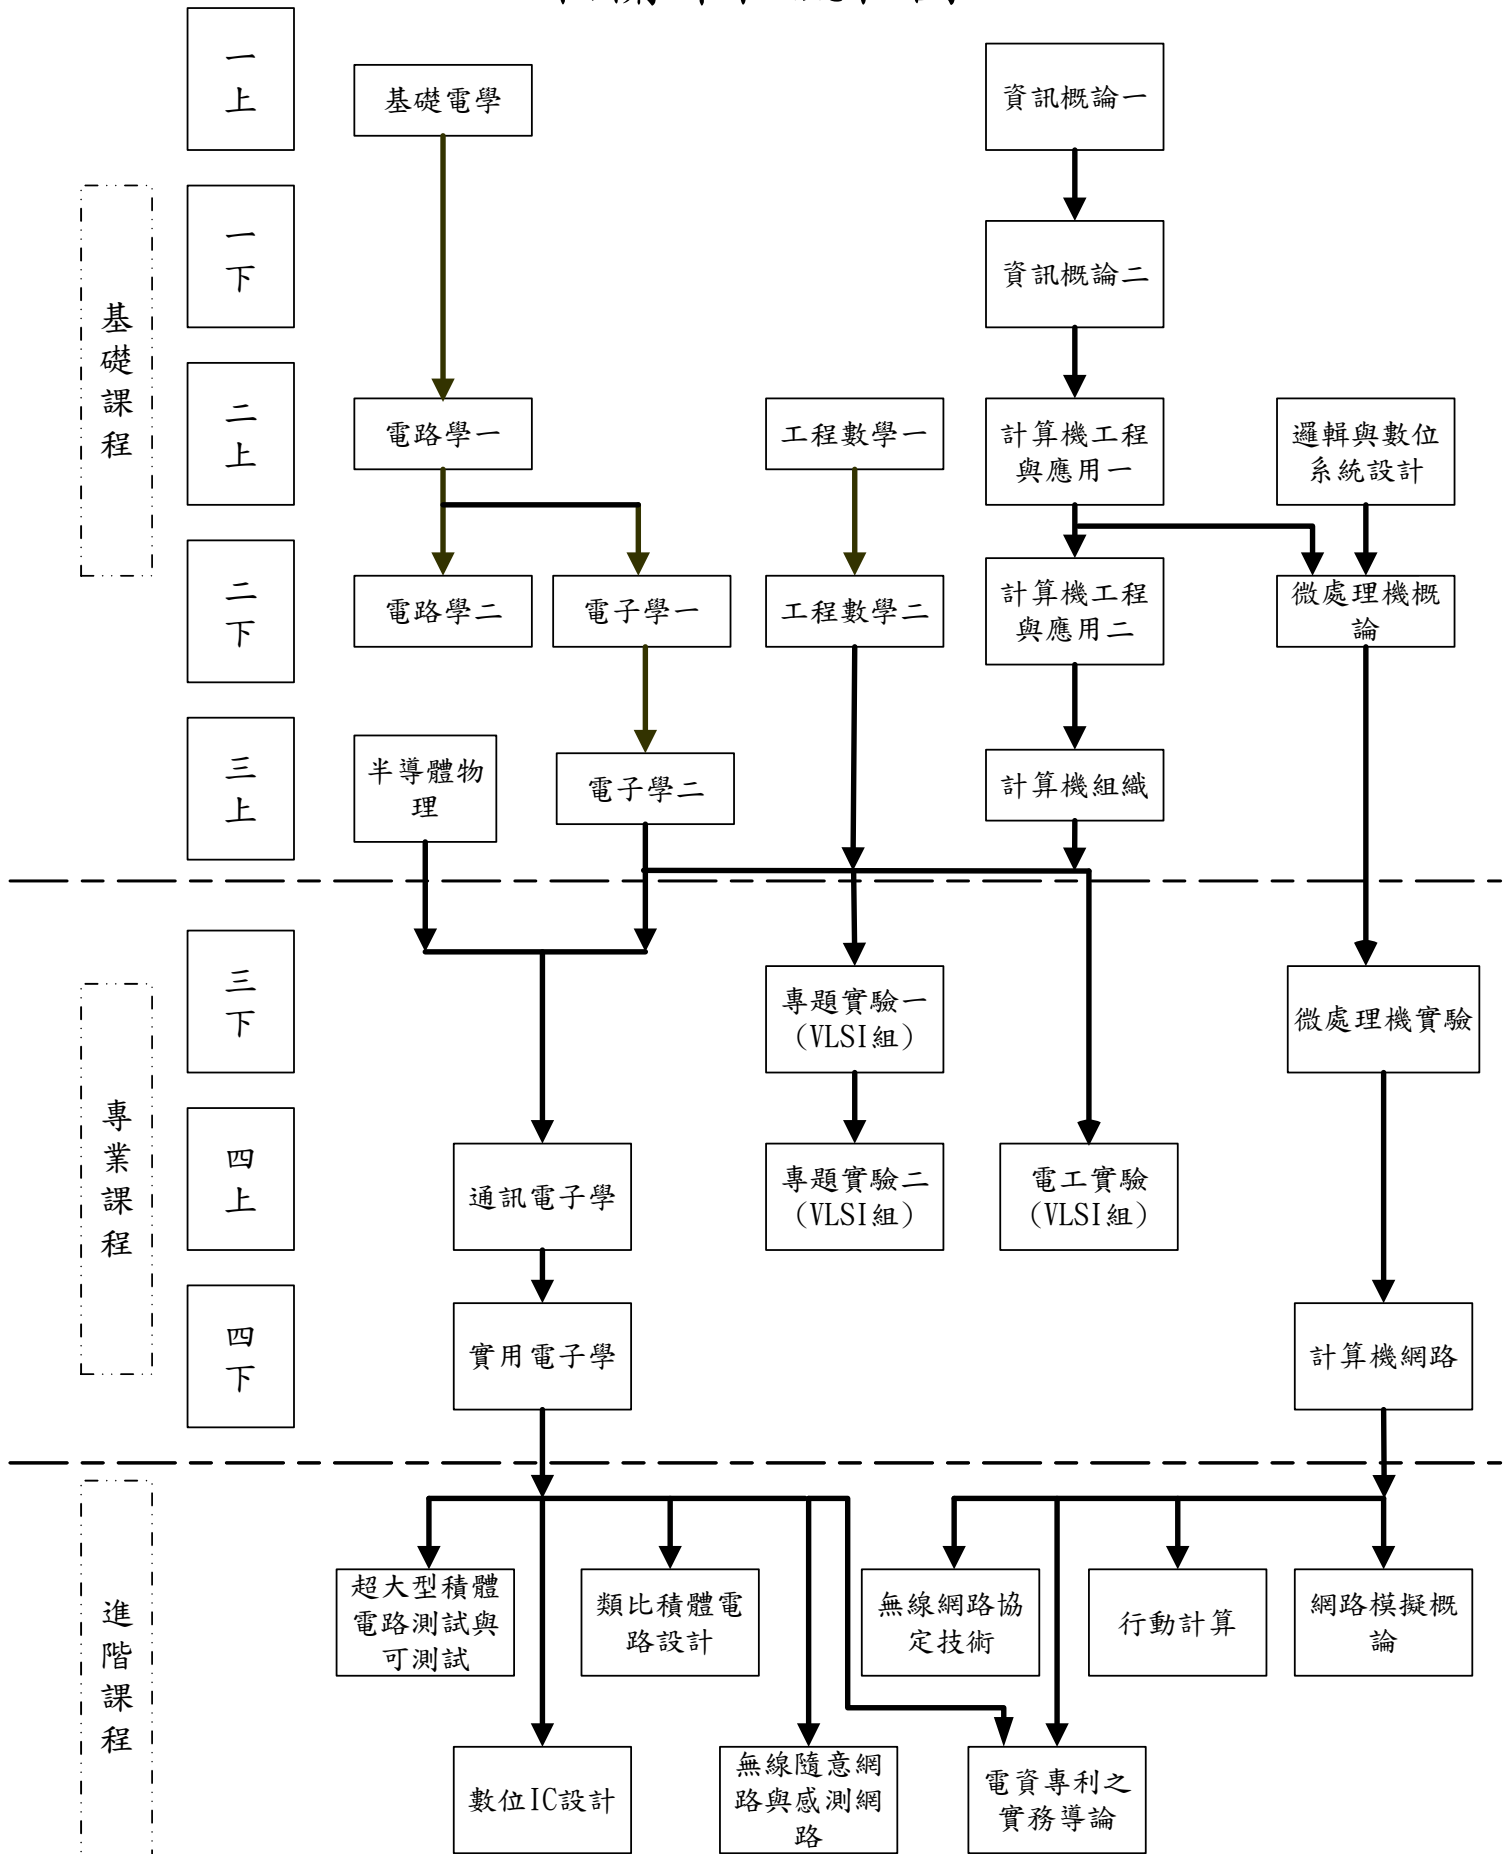 一
上
基礎電學
資訊概論一
一
下
資訊概論二
基
礎
課
程
二
上
電路學一
工程數學一
計算機工程
與應用一
邏輯與數位
系統設計
二
下
電路學二
電子學一
工程數學二
計算機工程
與應用二
微處理機概
論
三
上
半導體物
理
電子學二
計算機組織
三
下
專題實驗一
(VLSI組)
微處理機實驗
專
業
課
程
四
上
通訊電子學
專題實驗二
(VLSI組)
電工實驗
(VLSI組)
四
下
實用電子學
計算機網路
進
階
課
程
超大型積體
電路測試與
可測試
類比積體電
路設計
無線網路協
定技術
行動計算
網路模擬概
論
數位IC設計
無線隨意網
路與感測網
路
電資專利之
實務導論